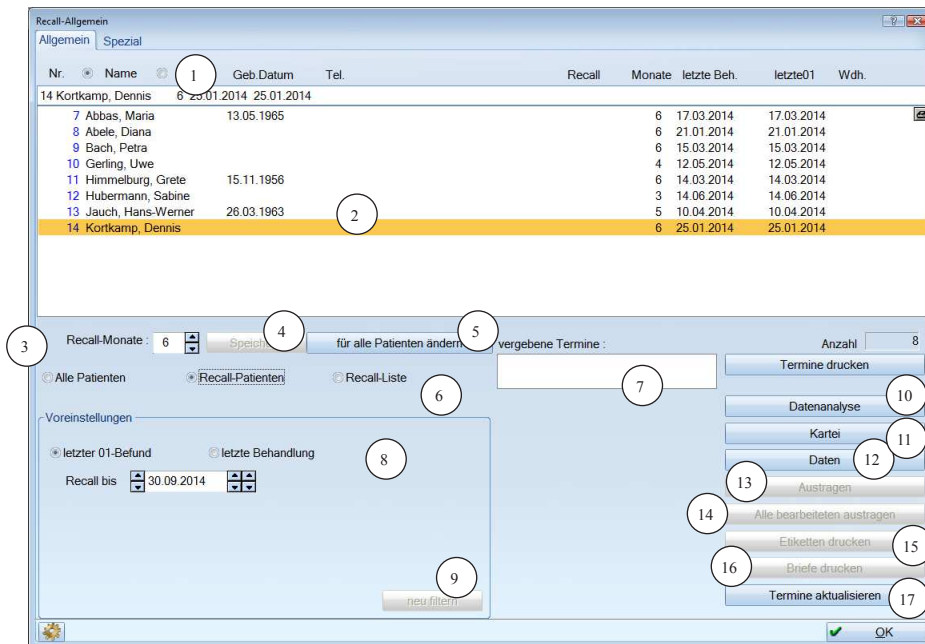 Recall-Allgemein
Allgemein Spezial
Nr. Name 1 Geb.Datum Tel. Recall Monate letzte Beh. letzte01 Wdh.
14 Kortkamp, Dennis 6 25.01.2014 25.01.2014
7 Abbas, Maria 13.05.1965 6 17.03.2014 17.03.2014
8 Abele, Diana 6 21.01.2014 21.01.2014
9 Bach, Petra 6 15.03.2014 15.03.2014
10 Gerling, Uwe 4 12.05.2014 12.05.2014
11 Himmelburg, Grete 15.11.1956 6 14.03.2014 14.03.2014
12 Hubermann, Sabine 3 14.06.2014 14.06.2014
13 Jauch, Hans-Werner 26.03.1963 2 5 10.04.2014 10.04.2014
14 Kortkamp, Dennis 6 25.01.2014 25.01.2014
3 Recall-Monate : 6 Speich 4 für alle Patienten ändern 5 vergebene Termine : Anzahl 8
Termine drucken
Alle Patienten Recall-Patienten Recall-Liste 6 7
Datenanalyse 10
Voreinstellungen
Kartei 11
letzter 01-Befund letzte Behandlung 8
Daten 12
Recall bis 30.09.2014
13 Austragen
14 Alle bearbeiteten austragen
Etiketten drucken 15
16 Briefe drucken
9 neu filtern
Termine aktualisieren 17
OK